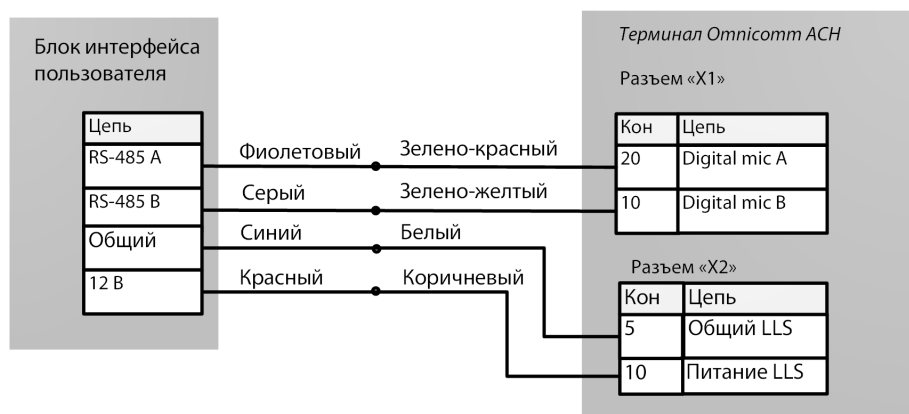 Блок интерфейса
пользователя
Цепь
RS-485 A
RS-485 B
Общий
12 В
Фиолетовый
Серый
Синий
Красный
Зелено-красный
Зелено-желтый
Белый
Коричневый
Терминал Omnicomm АСН
Разъем «X1»
Кон Цепь
20 Digital mic A
10 Digital mic B
Разъем «X2»
Кон Цепь
5 Общий LLS
10 Питание LLS